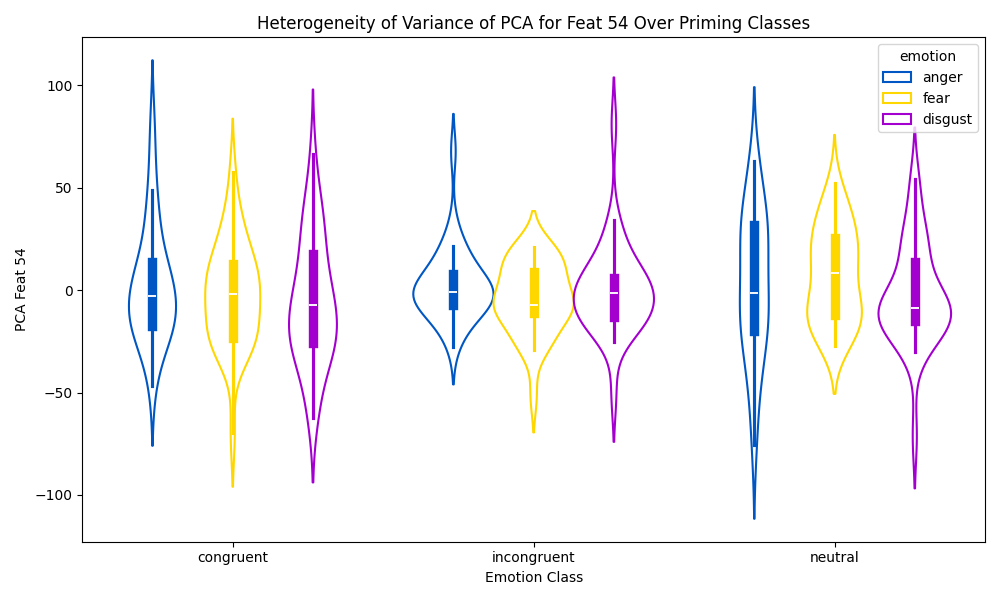 Heterogeneity of Variance of PCA for Feat 54 Over Priming Classes
emotion
anger
fear
disgust
100
50
0
−50
−100
PCA Feat 54
congruent
incongruent
neutral
Emotion Class